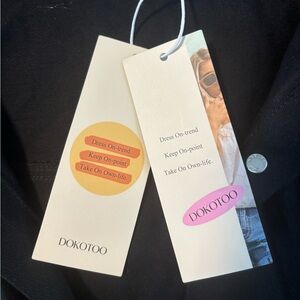 Dress On-trend
Keep On-point
Take On Own-life.
DOKOTOO
Dress On-trend
Keep On-point
Take On Own-life.
DOKOTOO